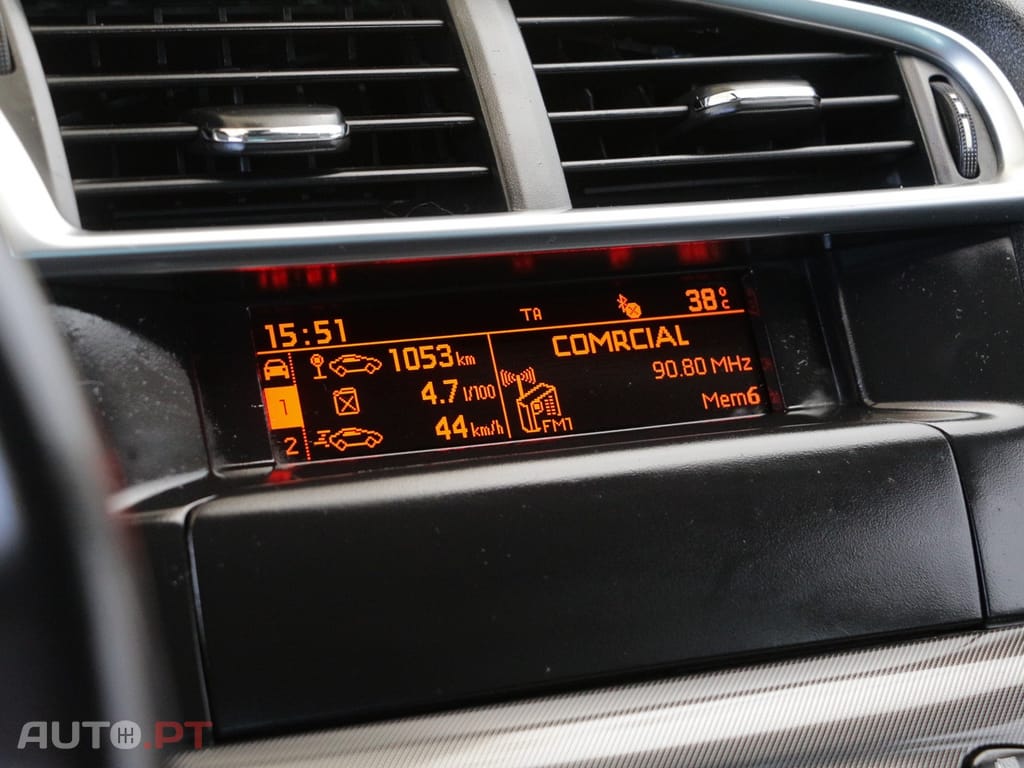 15:51 TA 38°C
1053 km
1 4.7 l/100
2 44 km/h
COMRCIAL
90.80 MHz
FM1 Mem6
AUTO.PT